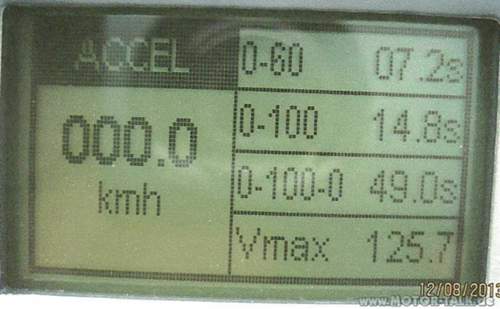 ACCEL
000.0
kmh
0-60 07.2s
0-100 14.8s
0-100-0 49.0s
Vmax 125.7
12/08/2013
www.MOTOR-TALK.de